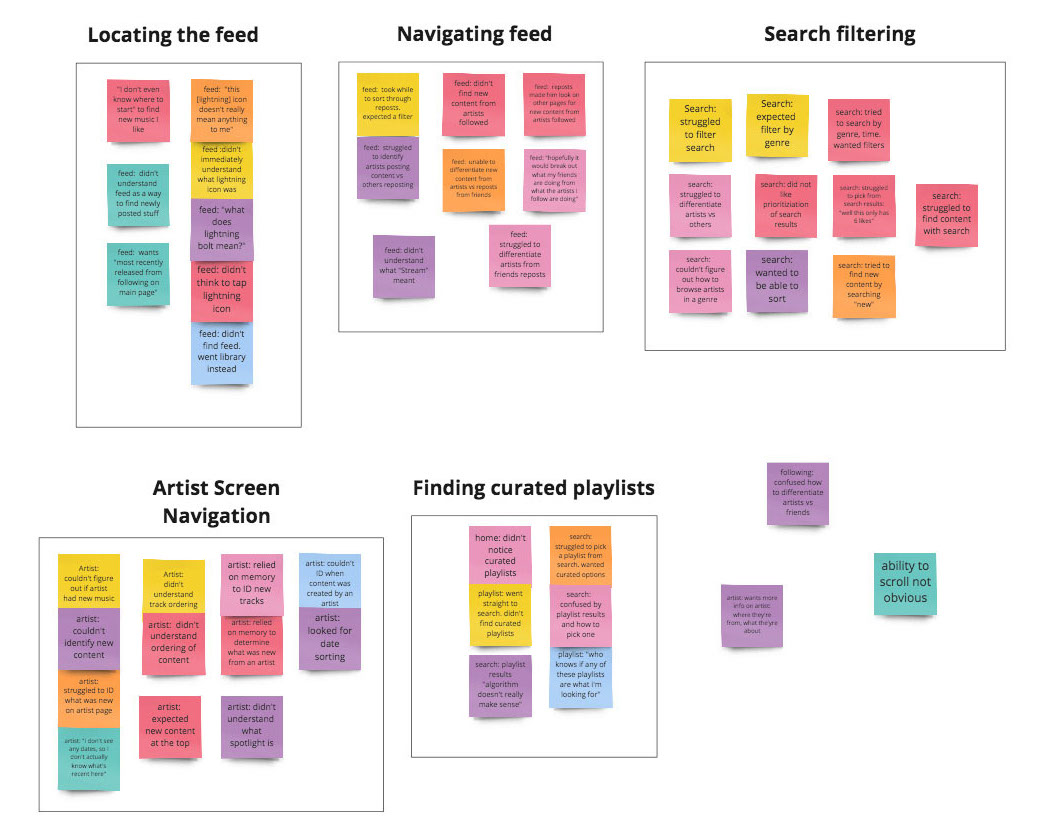 Locating the feed
"I don't even
know where to
start" to find
new music I
like
feed: "this
[lightning] icon
doesn't really
mean anything
to me"
feed :didn't
immediately
understand
what lightning
icon was
feed: didn't
understand
feed as a way
to find newly
posted stuff
feed: "what
does
lightning
bolt mean?"
feed: wants
"most recently
released from
following on
main page"
feed: didn't
think to tap
lightning
icon
feed: didn't
find feed.
went library
instead
Navigating feed
feed: took while
to sort through
reposts.
expected a filter
feed: didn't
find new
content from
artists
followed
feed: reposts
made him look on
other pages for
new content from
artists followed
feed: struggled
to identify
artists posting
content vs
others reposting
feed: unable to
differentiate new
content from
artists vs reposts
from friends
feed: "hopefully it
would break out
what my friends
are doing from
what the artists I
follow are doing"
feed: didn't
understand
what "Stream"
meant
feed:
struggled to
differentiate
artists from
friends reposts
Search filtering
Search:
struggled
to filter
search
Search:
expected
filter by
genre
search: tried
to search by
genre, time.
wanted filters
search:
struggled to
differentiate
artists vs
others
search: did not
like
prioritiziation
of search
results
search: struggled
to pick from
search results:
"well this only has
6 likes"
search:
struggled to
find content
with search
search:
couldn't figure
out how to
browse artists
in a genre
search:
wanted to
be able to
sort
search: tried to
find new
content by
searching
"new"
Artist Screen
Navigation
Artist:
couldn't figure
out if artist
had new music
Artist:
didn't
understand
track ordering
artist: relied
on memory
to ID new
tracks
artist: couldn't
ID when
content was
created by an
artist
artist:
couldn't
identify new
content
artist: didn't
understand
ordering of
content
artist: relied
on memory to
determine
what was new
from an artist
artist:
looked for
date
sorting
artist:
struggled to ID
what was new
on artist page
artist:
expected
new content
at the top
artist: didn't
understand
what
spotlight is
artist: "I don't see
any dates, so I
don't actually
know what's
recent here"
Finding curated playlists
home: didn't
notice
curated
playlists
search:
struggled to pick
a playlist from
search, wanted
curated options
playlist: went
straight to
search; didn't
find curated
playlists
search:
confused by
playlist results
and how to
pick one
search: playlist
results
"algorithm
doesn't really
make sense"
playlist: "who
knows if any of
these playlists
are what I'm
looking for"
following:
confused how
to differentiate
artists vs
friends
ability to
scroll not
obvious
artist: wants more
info on artist:
where they're
from, what theyre
about